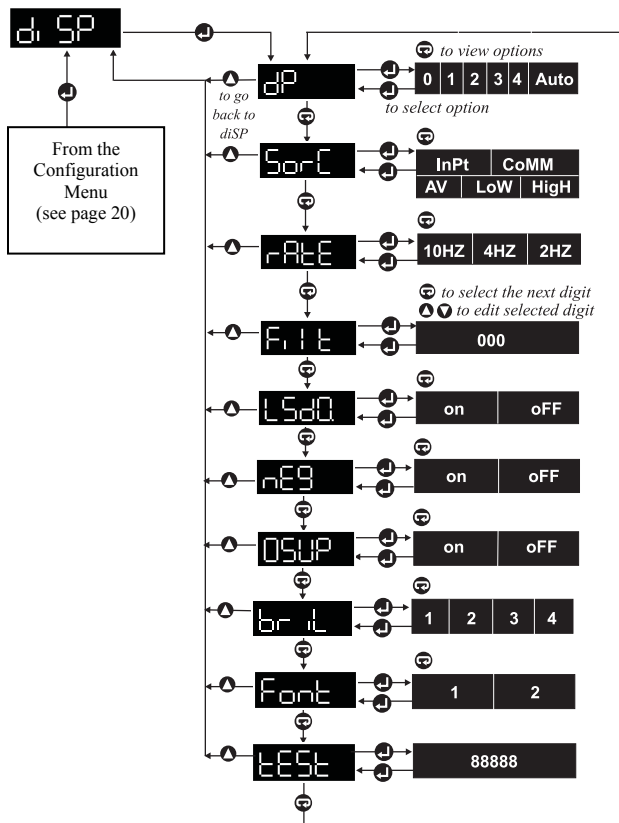 di SP
to view options
dP
0 1 2 3 4 Auto
to go
back to
diSP
to select option
From the
Configuration
Menu
(see page 20)
SorC
InPt CoMM
AV LoW HigH
rAtE
10HZ 4HZ 2HZ
to select the next digit
to edit selected digit
Filt
000
LSd0
on oFF
nEg
on oFF
0SUP
on oFF
briL
1 2 3 4
Font
1 2
tESt
88888